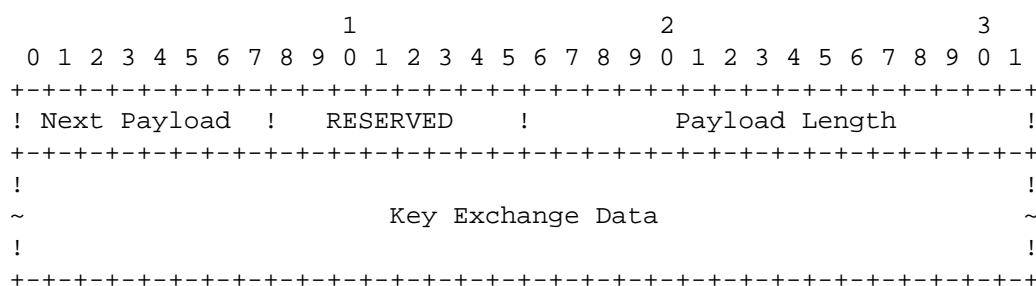 1                   2                   3
 0 1 2 3 4 5 6 7 8 9 0 1 2 3 4 5 6 7 8 9 0 1 2 3 4 5 6 7 8 9 0 1
+-+-+-+-+-+-+-+-+-+-+-+-+-+-+-+-+-+-+-+-+-+-+-+-+-+-+-+-+-+-+-+-+
! Next Payload  !   RESERVED    !         Payload Length        !
+-+-+-+-+-+-+-+-+-+-+-+-+-+-+-+-+-+-+-+-+-+-+-+-+-+-+-+-+-+-+-+-+
!                                                               !
~                       Key Exchange Data                       ~
!                                                               !
+-+-+-+-+-+-+-+-+-+-+-+-+-+-+-+-+-+-+-+-+-+-+-+-+-+-+-+-+-+-+-+-+